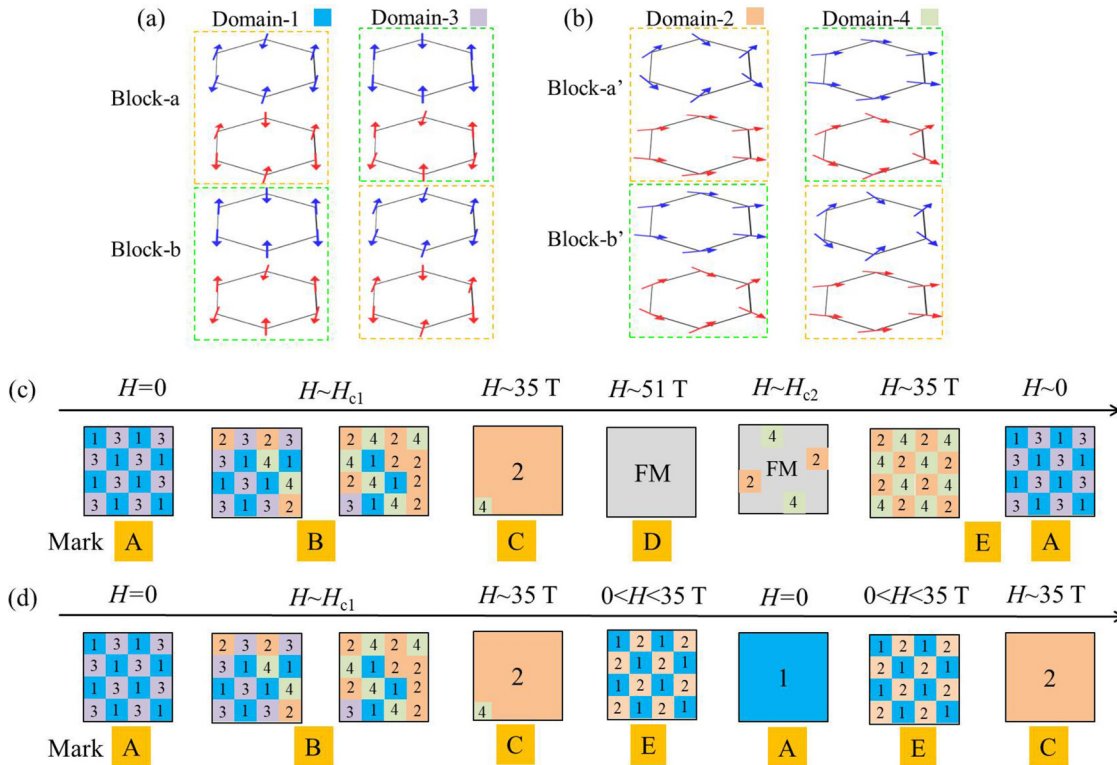 (a) Domain-1 Domain-3 (b) Domain-2 Domain-4
Block-a Block-a’
Block-b Block-b’
(c) H=0 H~Hc1 H~35 T H~51 T H~Hc2 H~35 T H~0
1 3 1 3 2 3 2 3 2 4 2 4 4 2 4 2 4 1 3 1 3
3 1 3 1 3 1 4 1 4 1 2 2 2 FM FM 2 4 2 4 2 3 1 3 1
1 3 1 3 1 3 1 4 2 4 1 2 2 2 4 2 4 1 3 1 3
3 1 3 1 3 1 3 2 3 1 4 2 4 4 4 2 4 2 3 1 3 1
Mark A B C D E A
(d) H=0 H~Hc1 H~35 T 0<H<35 T H=0 0<H<35 T H~35 T
1 3 1 3 2 3 2 3 2 2 4 4 1 2 1 2 1 2 1 2
3 1 3 1 3 1 4 1 4 1 2 2 2 2 1 2 1 1 2 1 2 1 2
1 3 1 3 1 3 1 4 2 4 1 2 1 2 1 2 1 2 1 2
3 1 3 1 3 1 3 2 3 1 4 2 4 2 1 2 1 2 1 2 1
Mark A B C E A E C